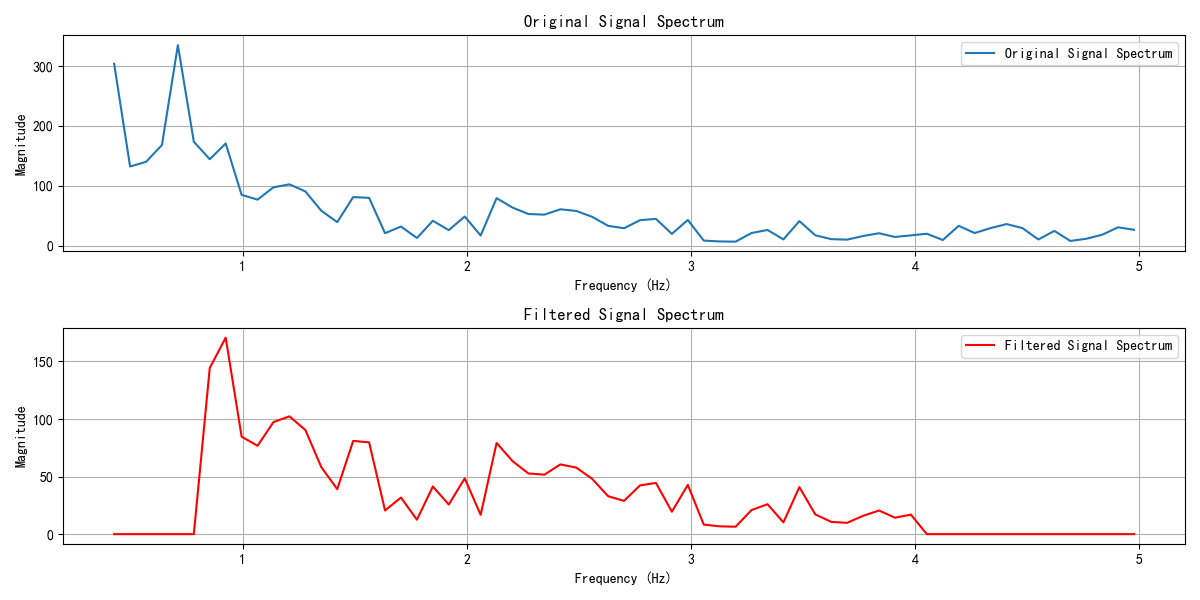 Original Signal Spectrum
Original Signal Spectrum
Magnitude
300
200
100
0
1 2 3 4 5
Frequency (Hz)
Filtered Signal Spectrum
Filtered Signal Spectrum
Magnitude
150
100
50
0
1 2 3 4 5
Frequency (Hz)